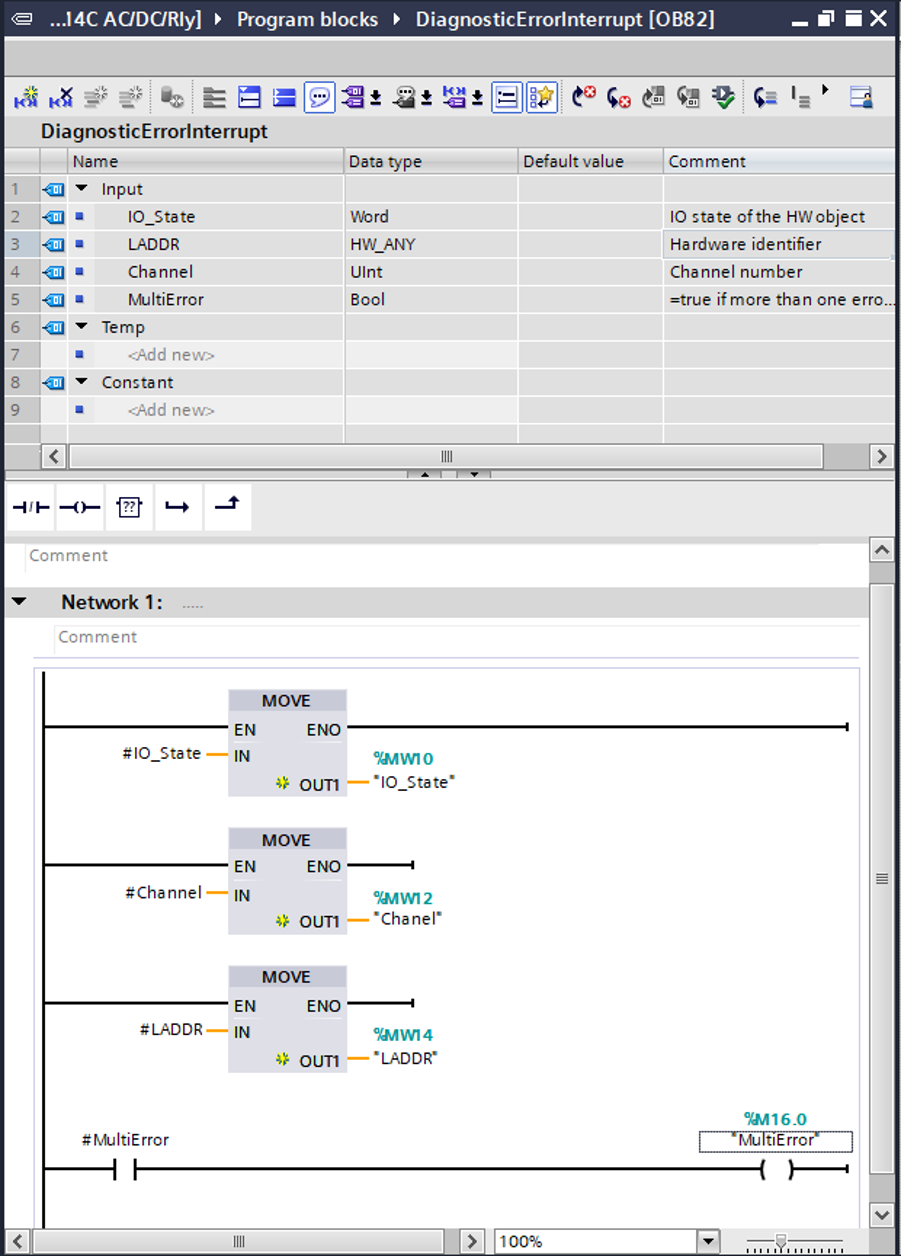 ...14C AC/DC/Rly] Program blocks DiagnosticErrorInterrupt [OB82]
DiagnosticErrorInterrupt
Name Data type Default value Comment
1 Input
2 IO_State Word IO state of the HW object
3 LADDR HW_ANY Hardware identifier
4 Channel UInt Channel number
5 MultiError Bool =true if more than one erro...
6 Temp
7 <Add new>
8 Constant
9 <Add new>
??
Comment
Network 1: .....
Comment
MOVE
EN ENO
#IO_State IN %MW10
OUT1 "IO_State"
MOVE
EN ENO
#Channel IN %MW12
OUT1 "Chanel"
MOVE
EN ENO
#LADDR IN %MW14
OUT1 "LADDR"
%M16.0
#MultiError "MultiError"
100%